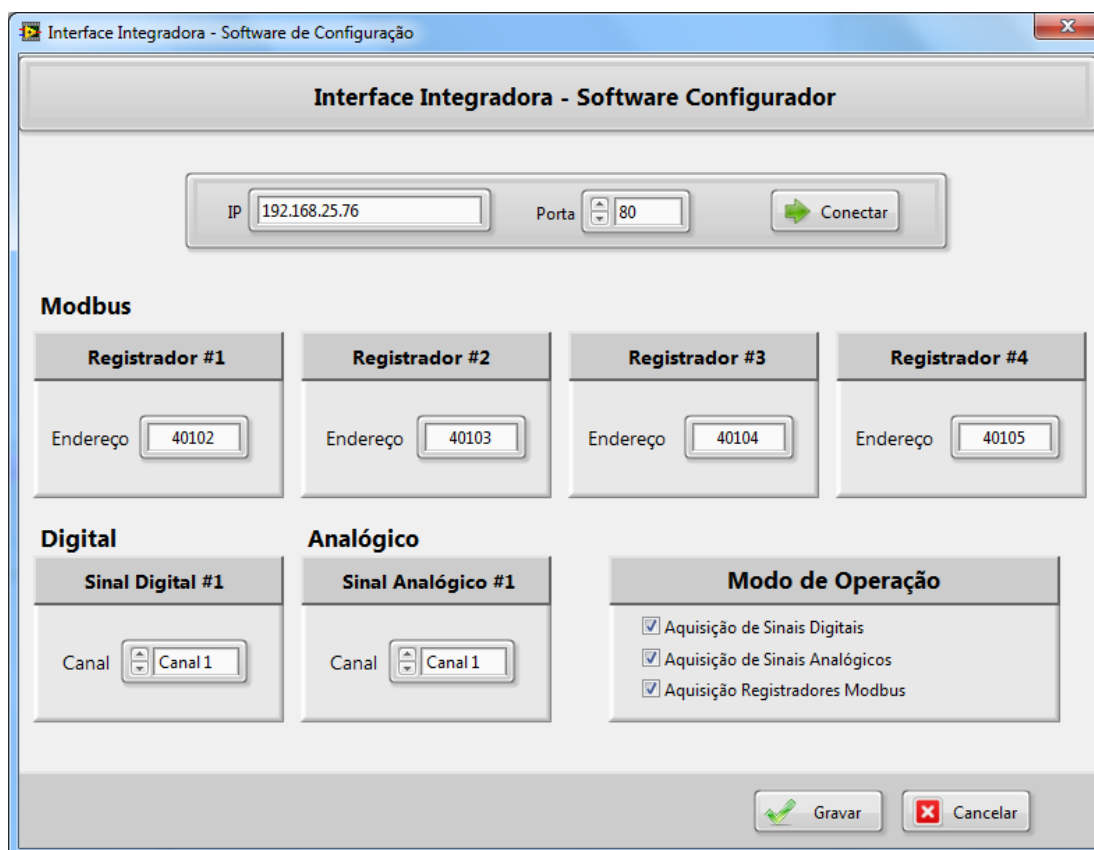 Interface Integradora - Software de Configuração
Interface Integradora - Software Configurador
IP 192.168.25.76 Porta 80 Conectar
Modbus
Registrador #1 Registrador #2 Registrador #3 Registrador #4
Endereço 40102 Endereço 40103 Endereço 40104 Endereço 40105
Digital Analógico
Sinal Digital #1 Sinal Analógico #1 Modo de Operação
Aquisição de Sinais Digitais
Canal Canal 1 Canal Canal 1 Aquisição de Sinais Analógicos
Aquisição Registradores Modbus
Gravar Cancelar